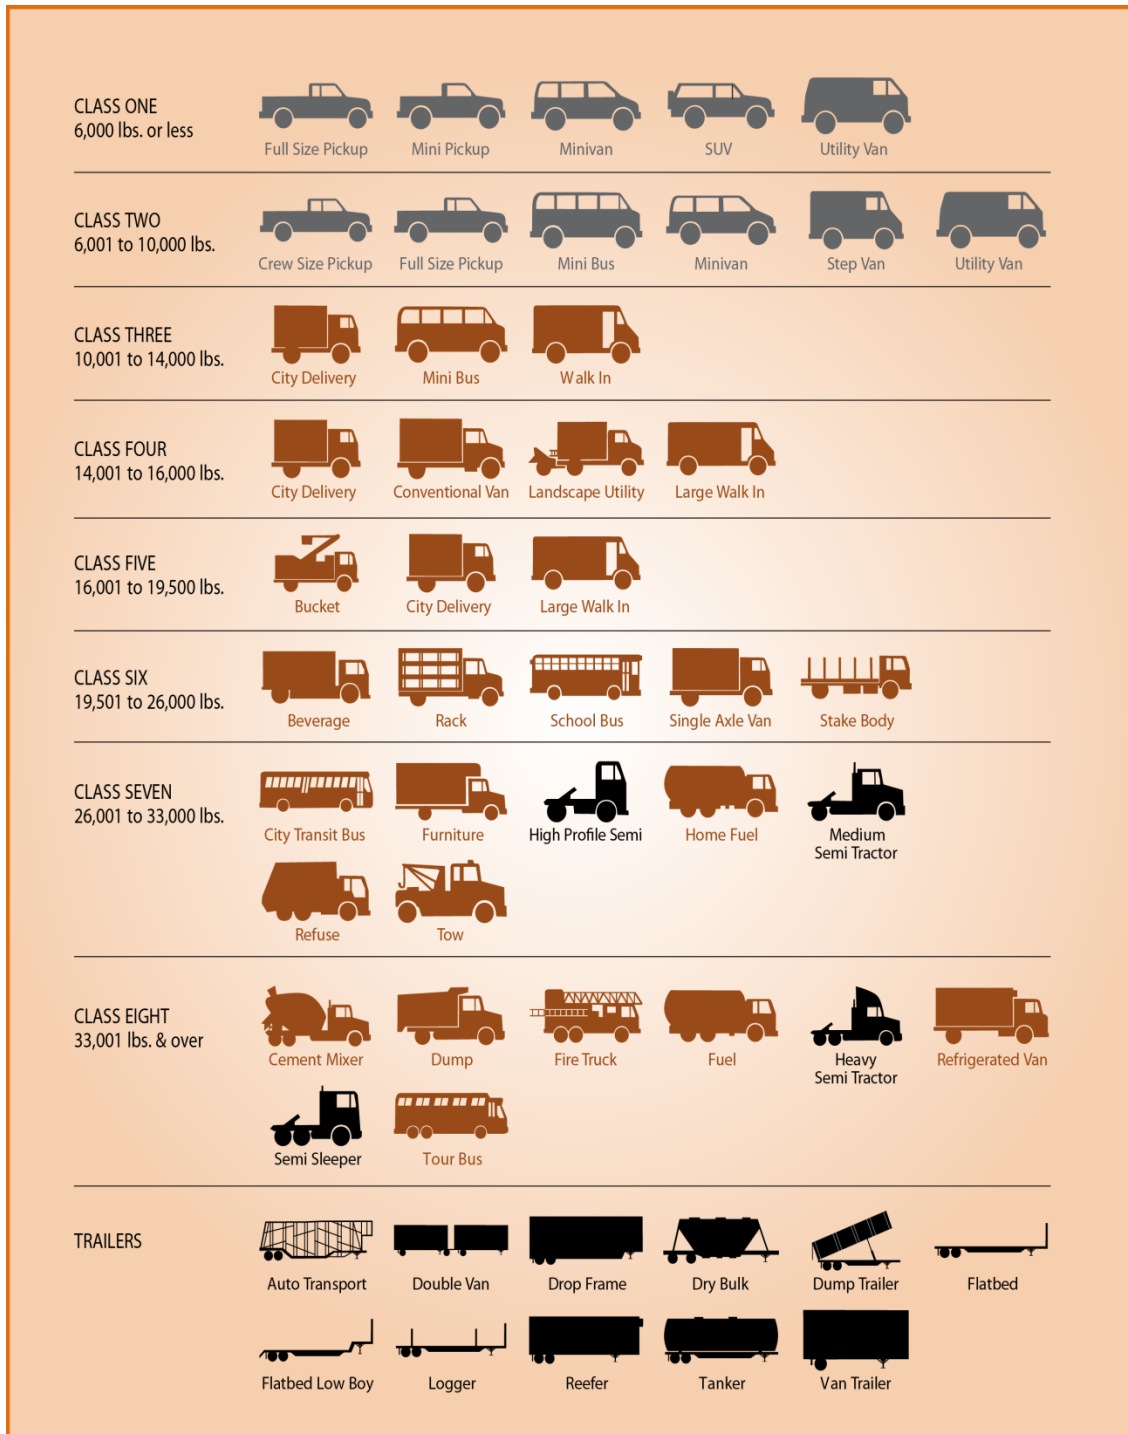 CLASS ONE
6,000 lbs. or less
Full Size Pickup
Mini Pickup
Minivan
SUV
Utility Van
CLASS TWO
6,001 to 10,000 lbs.
Crew Size Pickup
Full Size Pickup
Mini Bus
Minivan
Step Van
Utility Van
CLASS THREE
10,001 to 14,000 lbs.
City Delivery
Mini Bus
Walk In
CLASS FOUR
14,001 to 16,000 lbs.
City Delivery
Conventional Van
Landscape Utility
Large Walk In
CLASS FIVE
16,001 to 19,500 lbs.
Bucket
City Delivery
Large Walk In
CLASS SIX
19,501 to 26,000 lbs.
Beverage
Rack
School Bus
Single Axle Van
Stake Body
CLASS SEVEN
26,001 to 33,000 lbs.
City Transit Bus
Furniture
High Profile Semi
Home Fuel
Medium
Semi Tractor
Refuse
Tow
CLASS EIGHT
33,001 lbs. & over
Cement Mixer
Dump
Fire Truck
Fuel
Heavy
Semi Tractor
Refrigerated Van
Semi Sleeper
Tour Bus
TRAILERS
Auto Transport
Double Van
Drop Frame
Dry Bulk
Dump Trailer
Flatbed
Flatbed Low Boy
Logger
Reefer
Tanker
Van Trailer